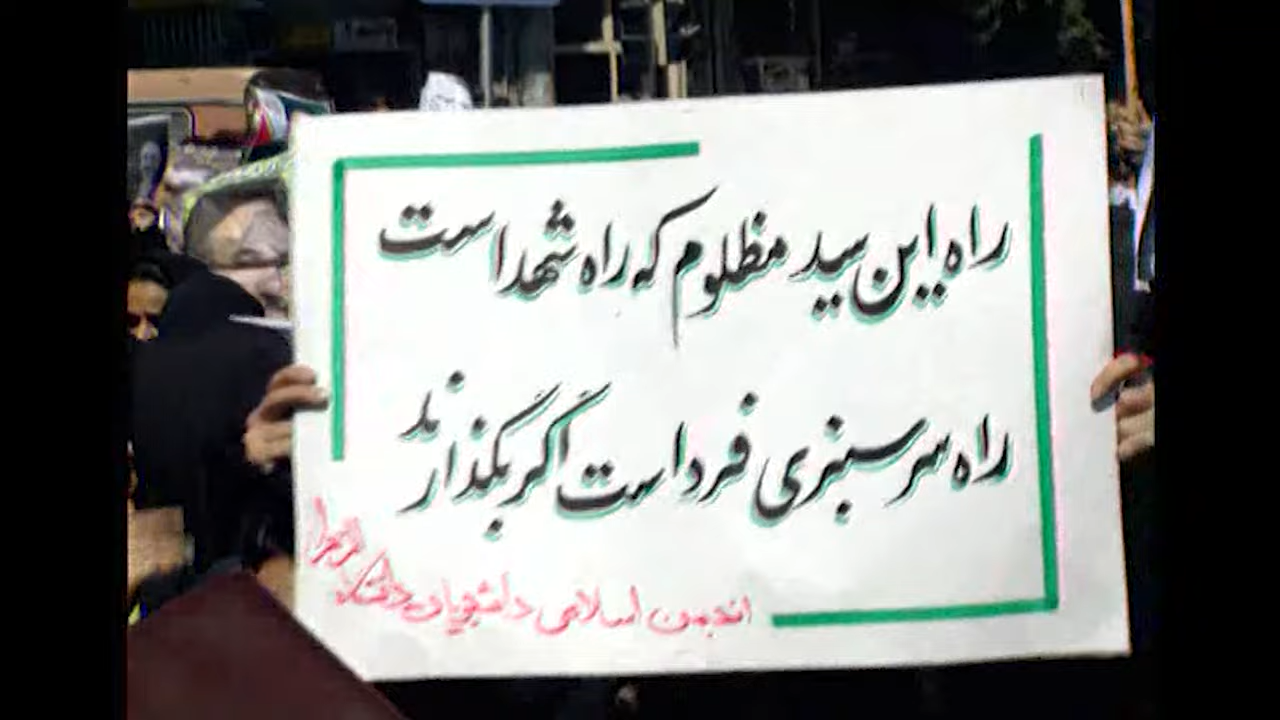 راه این سید مظلوم که راه شهداست
راه سرسبزی فرداست اگر بگذارند
انجمن اسلامی دانشجویان دانشگاه الزهرا